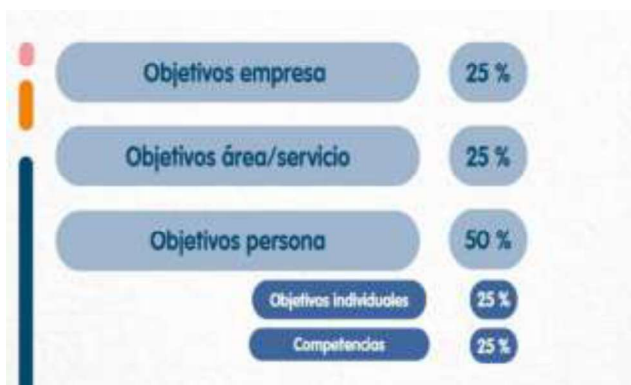 Objetivos empresa 25 %
Objetivos área/servicio 25 %
Objetivos persona 50 %
Objetivos individuales 25 %
Competencias 25 %